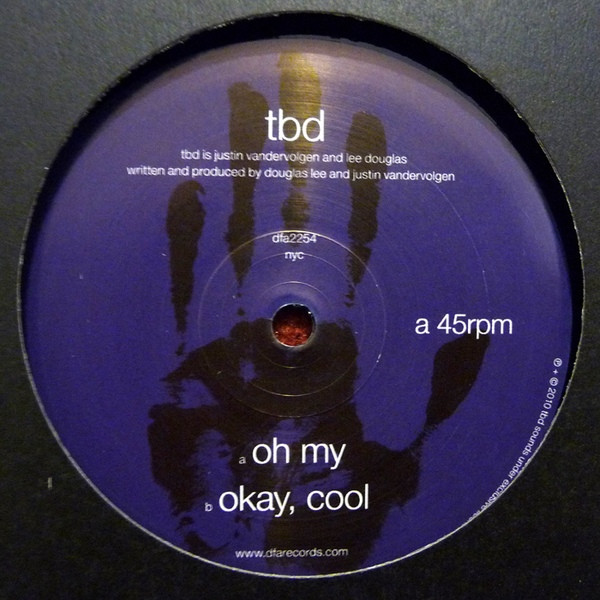 tbd
tbd is justin vandervolgen and lee douglas
written and produced by douglas lee and justin vandervolgen
dfa2254
nyc
a 45rpm
a oh my
b okay, cool
www.dfarecords.com
℗ + © 2010 tbd sounds under exclusive